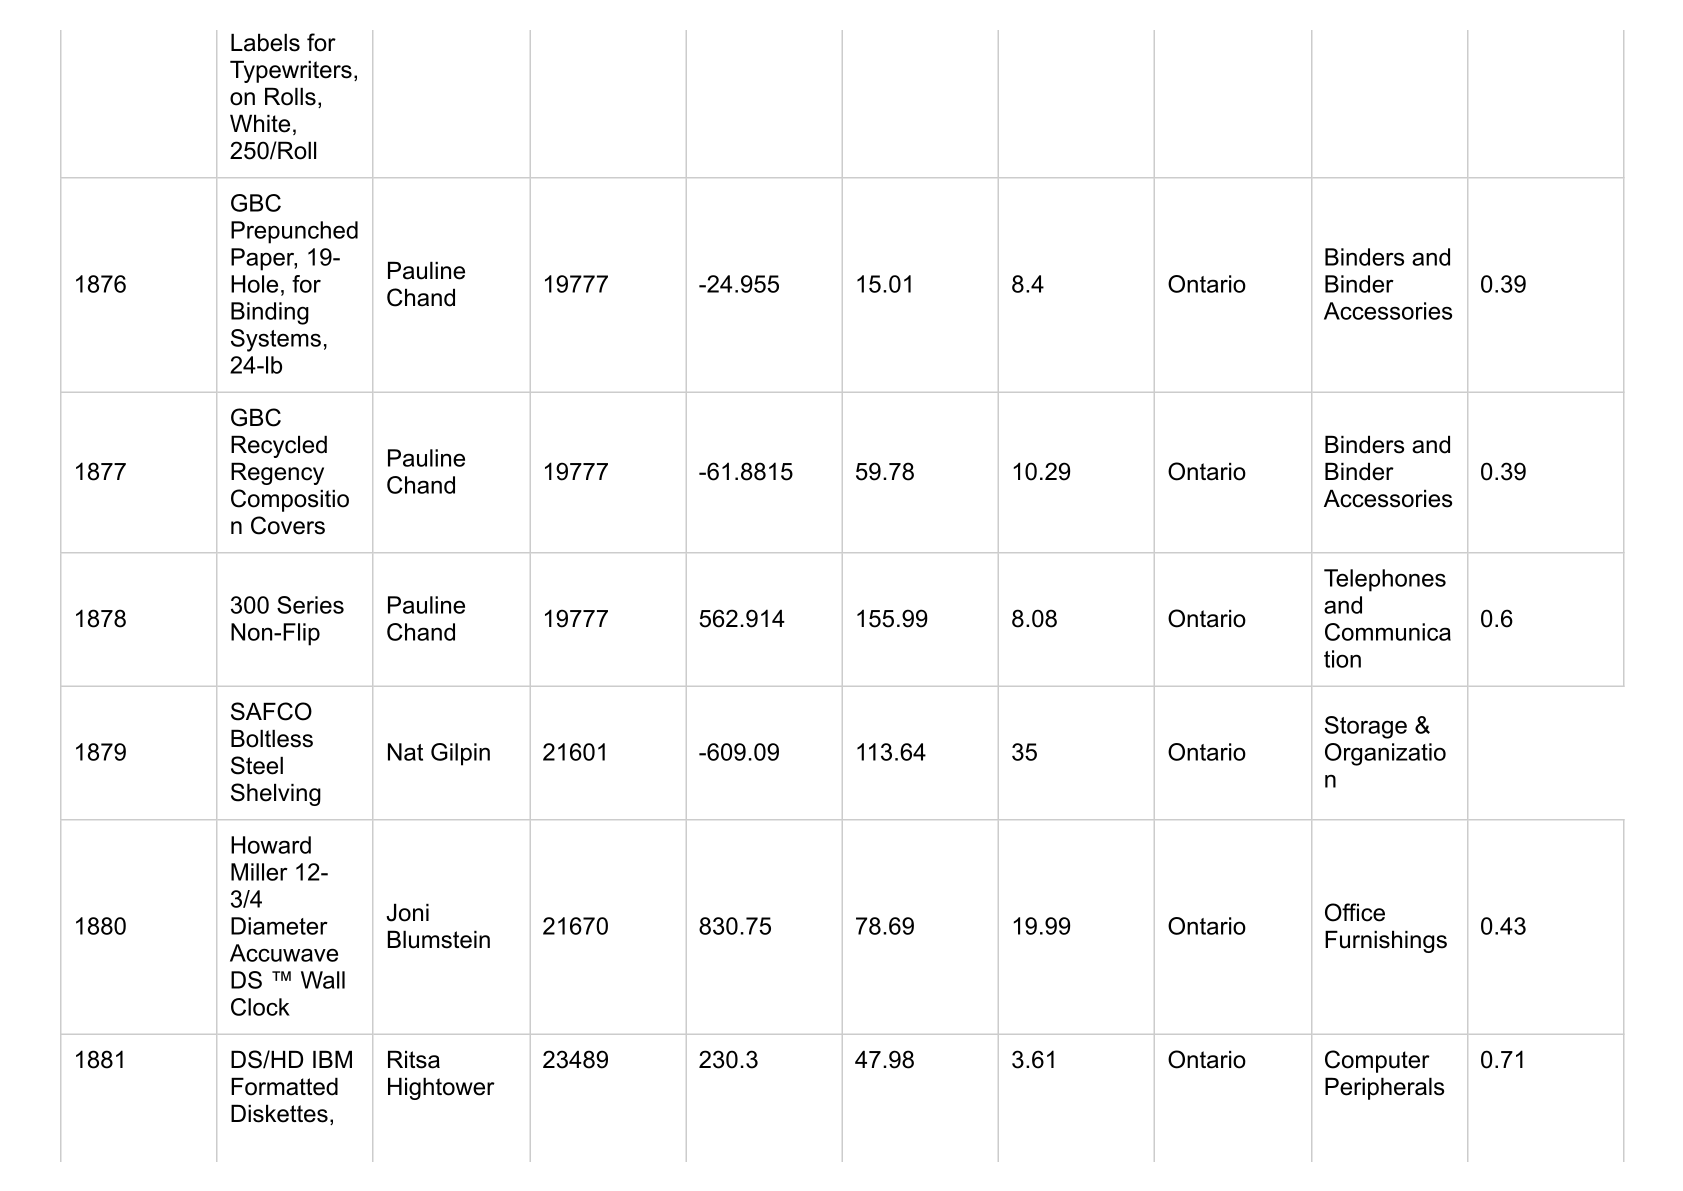 Labels for
Typewriters,
on Rolls,
White,
250/Roll
1876
GBC
Prepunched
Paper, 19-
Hole, for
Binding
Systems,
24-lb
Pauline
Chand
19777
-24.955
15.01
8.4
Ontario
Binders and
Binder
Accessories
0.39
1877
GBC
Recycled
Regency
Compositio
n Covers
Pauline
Chand
19777
-61.8815
59.78
10.29
Ontario
Binders and
Binder
Accessories
0.39
1878
300 Series
Non-Flip
Pauline
Chand
19777
562.914
155.99
8.08
Ontario
Telephones
and
Communica
tion
0.6
1879
SAFCO
Boltless
Steel
Shelving
Nat Gilpin
21601
-609.09
113.64
35
Ontario
Storage &
Organizatio
n
1880
Howard
Miller 12-
3/4
Diameter
Accuwave
DS ™ Wall
Clock
Joni
Blumstein
21670
830.75
78.69
19.99
Ontario
Office
Furnishings
0.43
1881
DS/HD IBM
Formatted
Diskettes,
Ritsa
Hightower
23489
230.3
47.98
3.61
Ontario
Computer
Peripherals
0.71